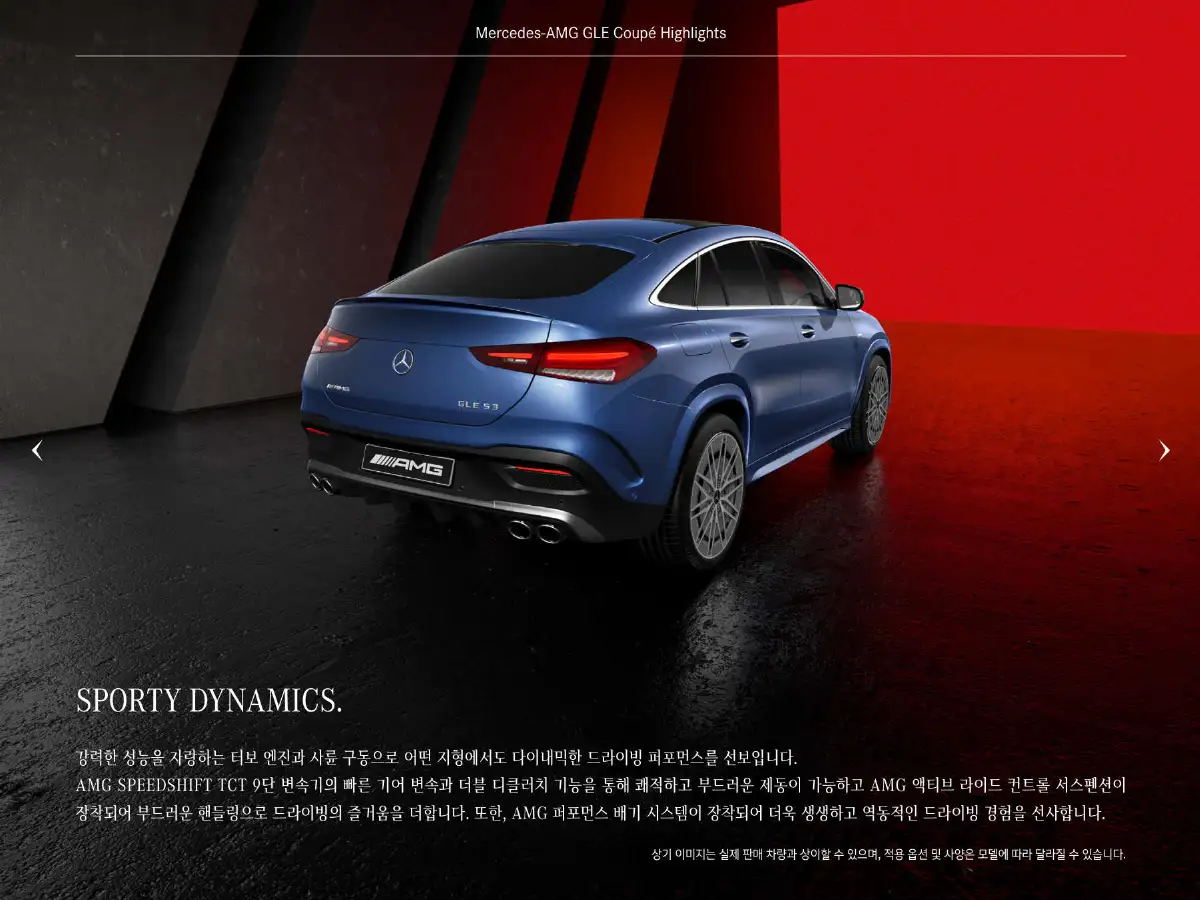 Mercedes-AMG GLE Coupé Highlights
AMG
GLE 53
AMG
SPORTY DYNAMICS.
강력한 성능을 자랑하는 터보 엔진과 사륜 구동으로 어떤 지형에서도 다이내믹한 드라이빙 퍼포먼스를 선보입니다.
AMG SPEEDSHIFT TCT 9단 변속기의 빠른 기어 변속과 더블 디클러치 기능을 통해 쾌적하고 부드러운 제동이 가능하고 AMG 액티브 라이드 컨트롤 서스펜션이
장착되어 부드러운 핸들링으로 드라이빙의 즐거움을 더합니다. 또한, AMG 퍼포먼스 배기 시스템이 장착되어 더욱 생생하고 역동적인 드라이빙 경험을 선사합니다.
상기 이미지는 실제 판매 차량과 상이할 수 있으며, 적용 옵션 및 사양은 모델에 따라 달라질 수 있습니다.